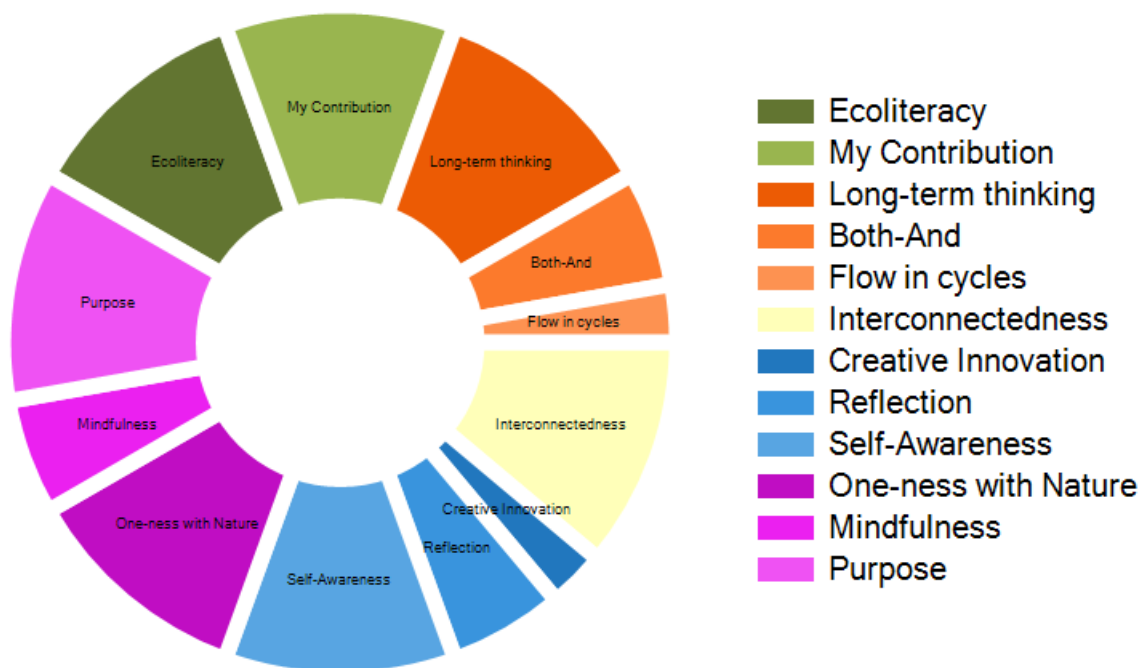 My Contribution
Ecoliteracy
Long-term thinking
Both-And
Purpose
Flow in cycles
Mindfulness
Interconnectedness
Creative Innovation
One-ness with Nature
Reflection
Self-Awareness
Ecoliteracy
My Contribution
Long-term thinking
Both-And
Flow in cycles
Interconnectedness
Creative Innovation
Reflection
Self-Awareness
One-ness with Nature
Mindfulness
Purpose